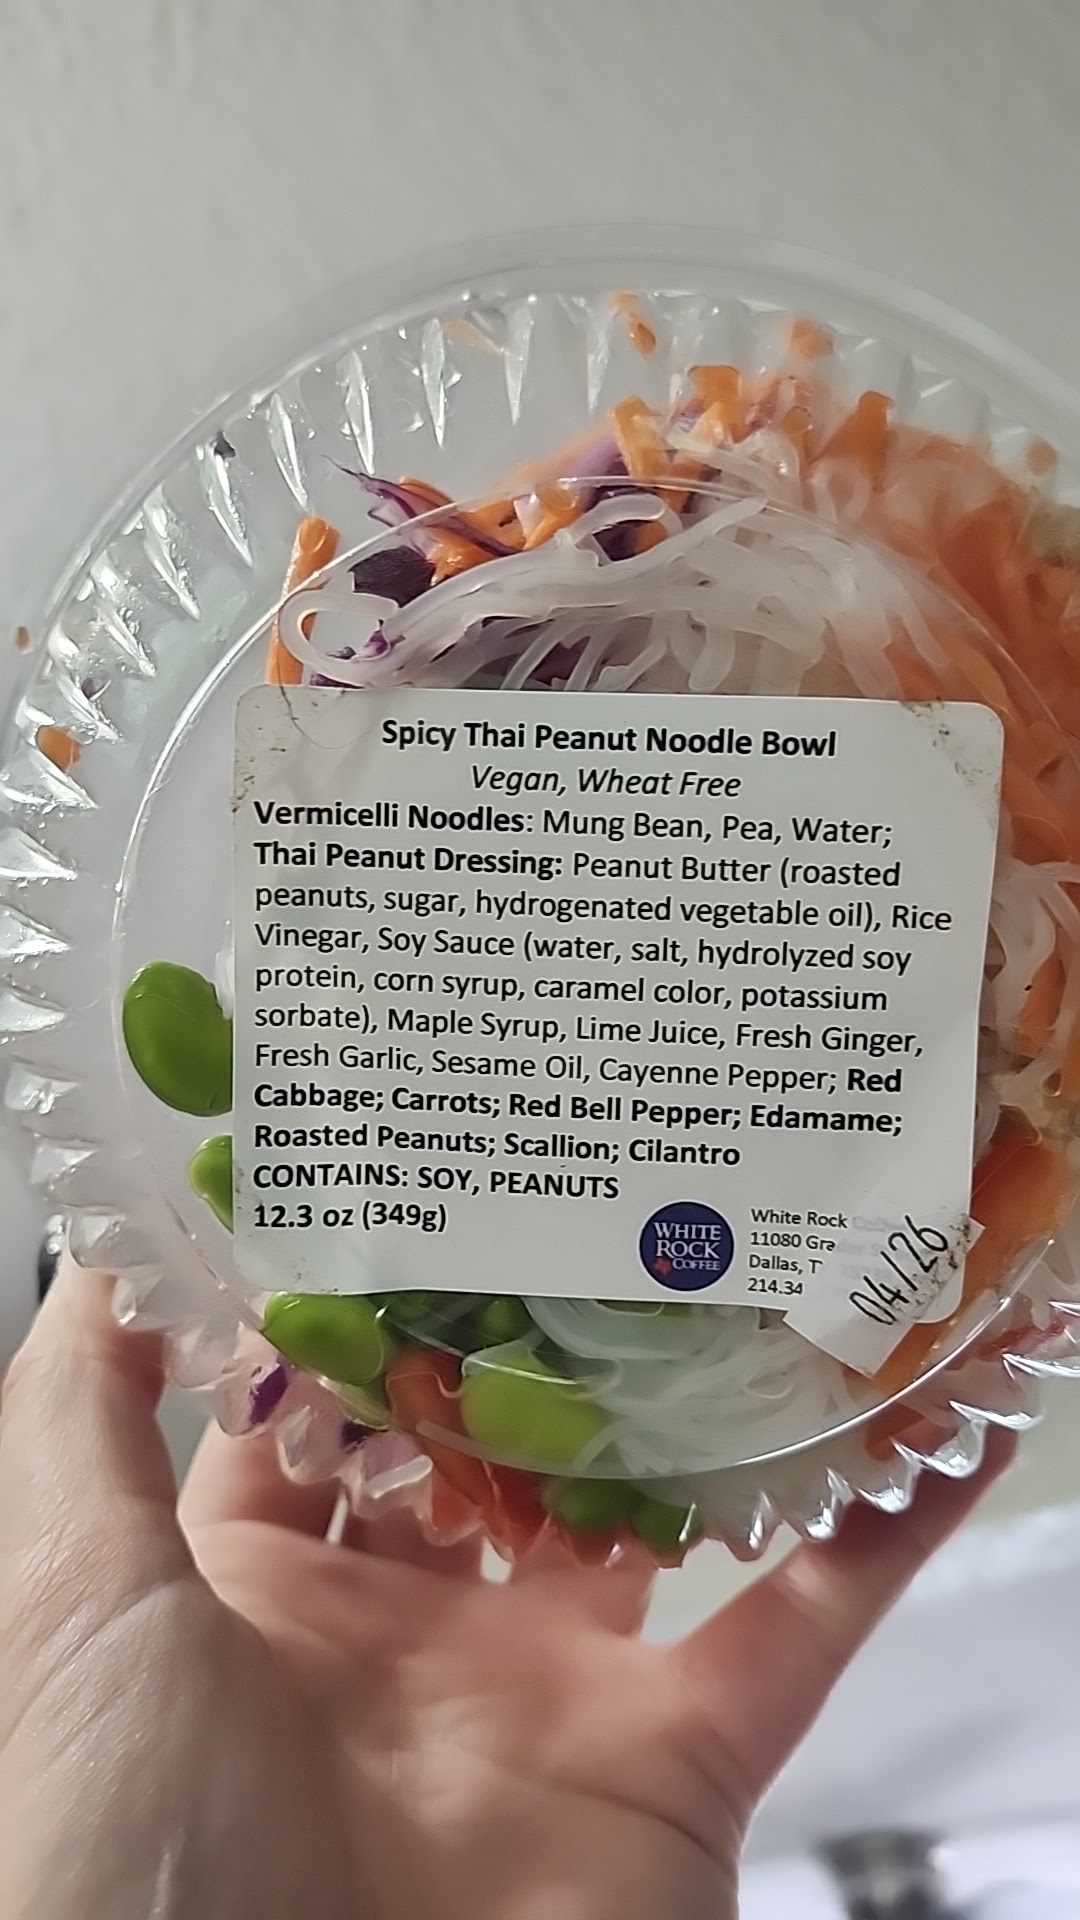 Spicy Thai Peanut Noodle Bowl
Vegan, Wheat Free
Vermicelli Noodles: Mung Bean, Pea, Water;
Thai Peanut Dressing: Peanut Butter (roasted
peanuts, sugar, hydrogenated vegetable oil), Rice
Vinegar, Soy Sauce (water, salt, hydrolyzed soy
protein, corn syrup, caramel color, potassium
sorbate), Maple Syrup, Lime Juice, Fresh Ginger,
Fresh Garlic, Sesame Oil, Cayenne Pepper; Red
Cabbage; Carrots; Red Bell Pepper; Edamame;
Roasted Peanuts; Scallion; Cilantro
CONTAINS: SOY, PEANUTS
12.3 oz (349g)
WHITE
ROCK
COFFEE
White Rock
11080
Dallas,
214.34
04/26